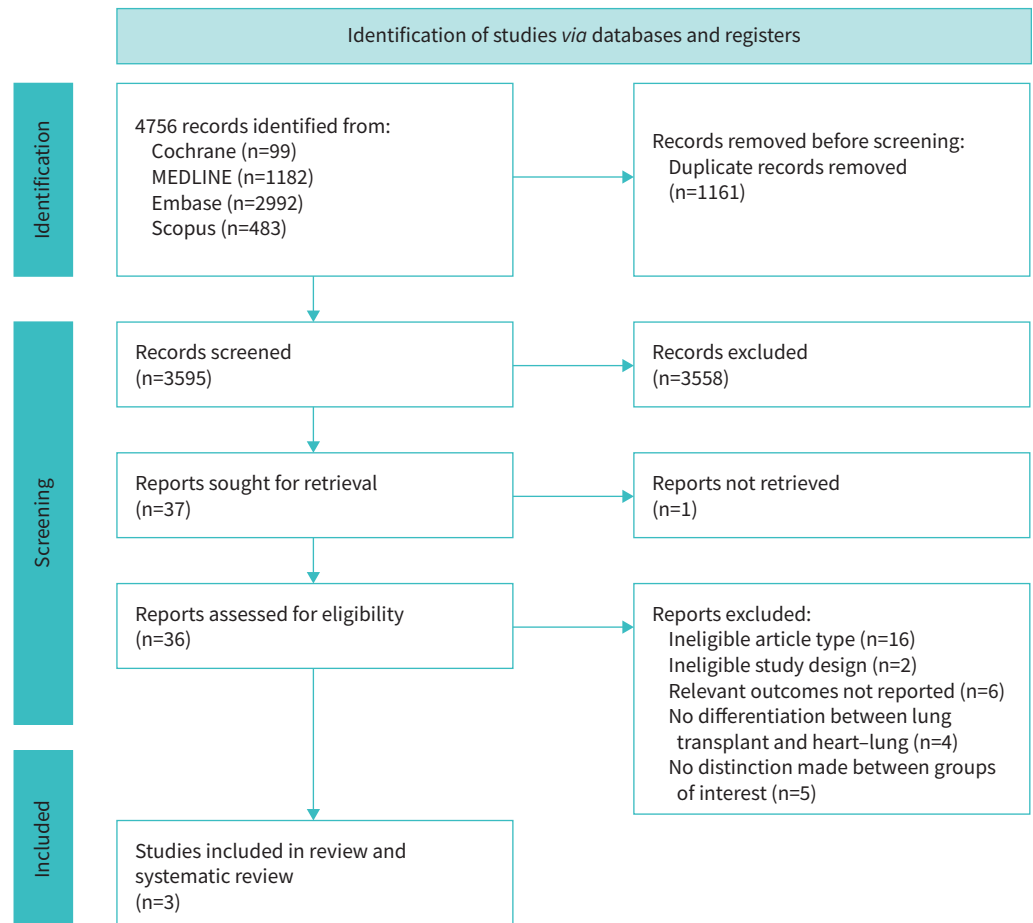 Identification of studies via databases and registers
Identification
4756 records identified from:
Cochrane (n=99)
MEDLINE (n=1182)
Embase (n=2992)
Scopus (n=483)
Records removed before screening:
Duplicate records removed
(n=1161)
Screening
Records screened
(n=3595)
Records excluded
(n=3558)
Reports sought for retrieval
(n=37)
Reports not retrieved
(n=1)
Reports assessed for eligibility
(n=36)
Reports excluded:
Ineligible article type (n=16)
Ineligible study design (n=2)
Relevant outcomes not reported (n=6)
No differentiation between lung
transplant and heart–lung (n=4)
No distinction made between groups
of interest (n=5)
Included
Studies included in review and
systematic review
(n=3)